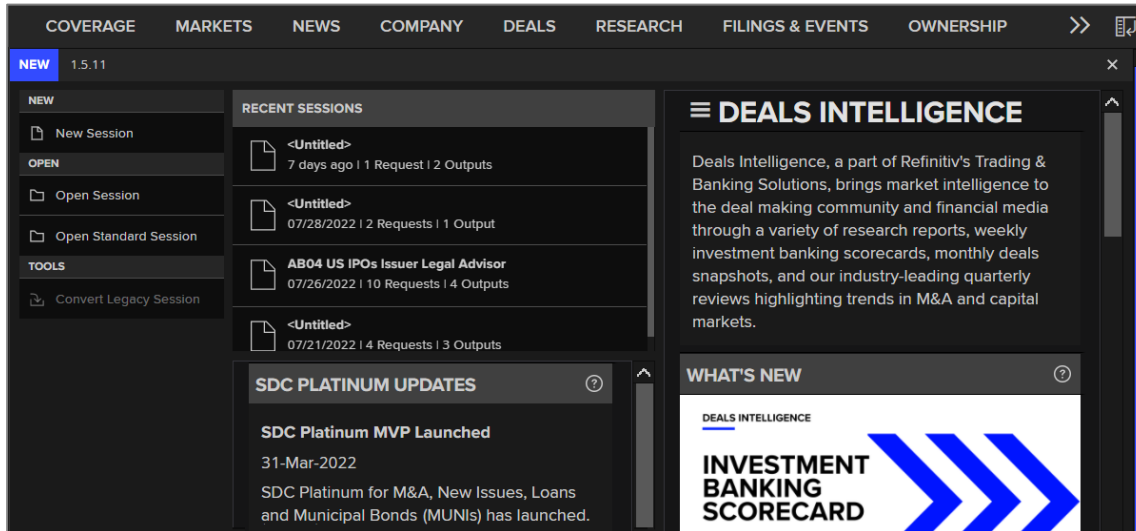 COVERAGE MARKETS NEWS COMPANY DEALS RESEARCH FILINGS & EVENTS OWNERSHIP
NEW 1.5.11
NEW
New Session
OPEN
Open Session
Open Standard Session
TOOLS
Convert Legacy Session
RECENT SESSIONS
<Untitled>
7 days ago | 1 Request | 2 Outputs
<Untitled>
07/28/2022 | 2 Requests | 1 Output
AB04 US IPOs Issuer Legal Advisor
07/26/2022 | 10 Requests | 4 Outputs
<Untitled>
07/21/2022 | 4 Requests | 3 Outputs
SDC PLATINUM UPDATES
SDC Platinum MVP Launched
31-Mar-2022
SDC Platinum for M&A, New Issues, Loans
and Municipal Bonds (MUNIs) has launched.
DEALS INTELLIGENCE
Deals Intelligence, a part of Refinitiv's Trading &
Banking Solutions, brings market intelligence to
the deal making community and financial media
through a variety of research reports, weekly
investment banking scorecards, monthly deals
snapshots, and our industry-leading quarterly
reviews highlighting trends in M&A and capital
markets.
WHAT'S NEW
DEALS INTELLIGENCE
INVESTMENT
BANKING
SCORECARD